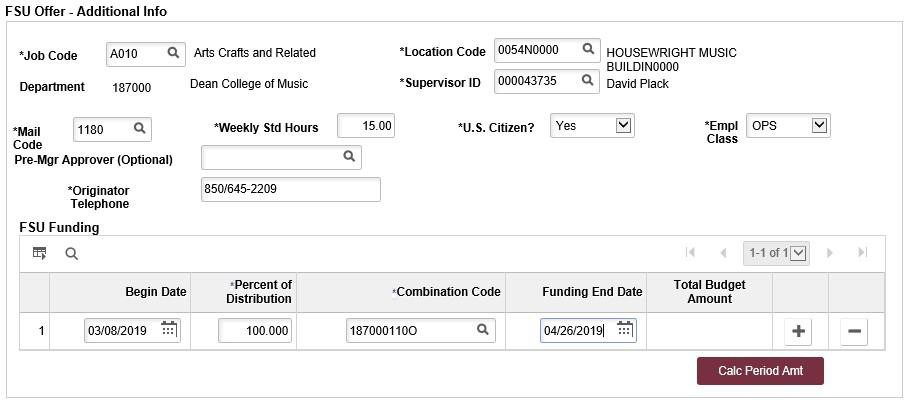 FSU Offer - Additional Info
*Job Code A010 Arts Crafts and Related *Location Code 0054N0000 HOUSEWRIGHT MUSIC
BUILDIN0000
Department 187000 Dean College of Music *Supervisor ID 000043735 David Plack
*Mail Code 1180 *Weekly Std Hours 15.00 *U.S. Citizen? Yes *Empl Class OPS
Pre-Mgr Approver (Optional)
*Originator Telephone 850/645-2209
FSU Funding
1-1 of 1
Begin Date *Percent of Distribution *Combination Code Funding End Date Total Budget Amount
1 03/08/2019 100.000 187000110O 04/26/2019
Calc Period Amt